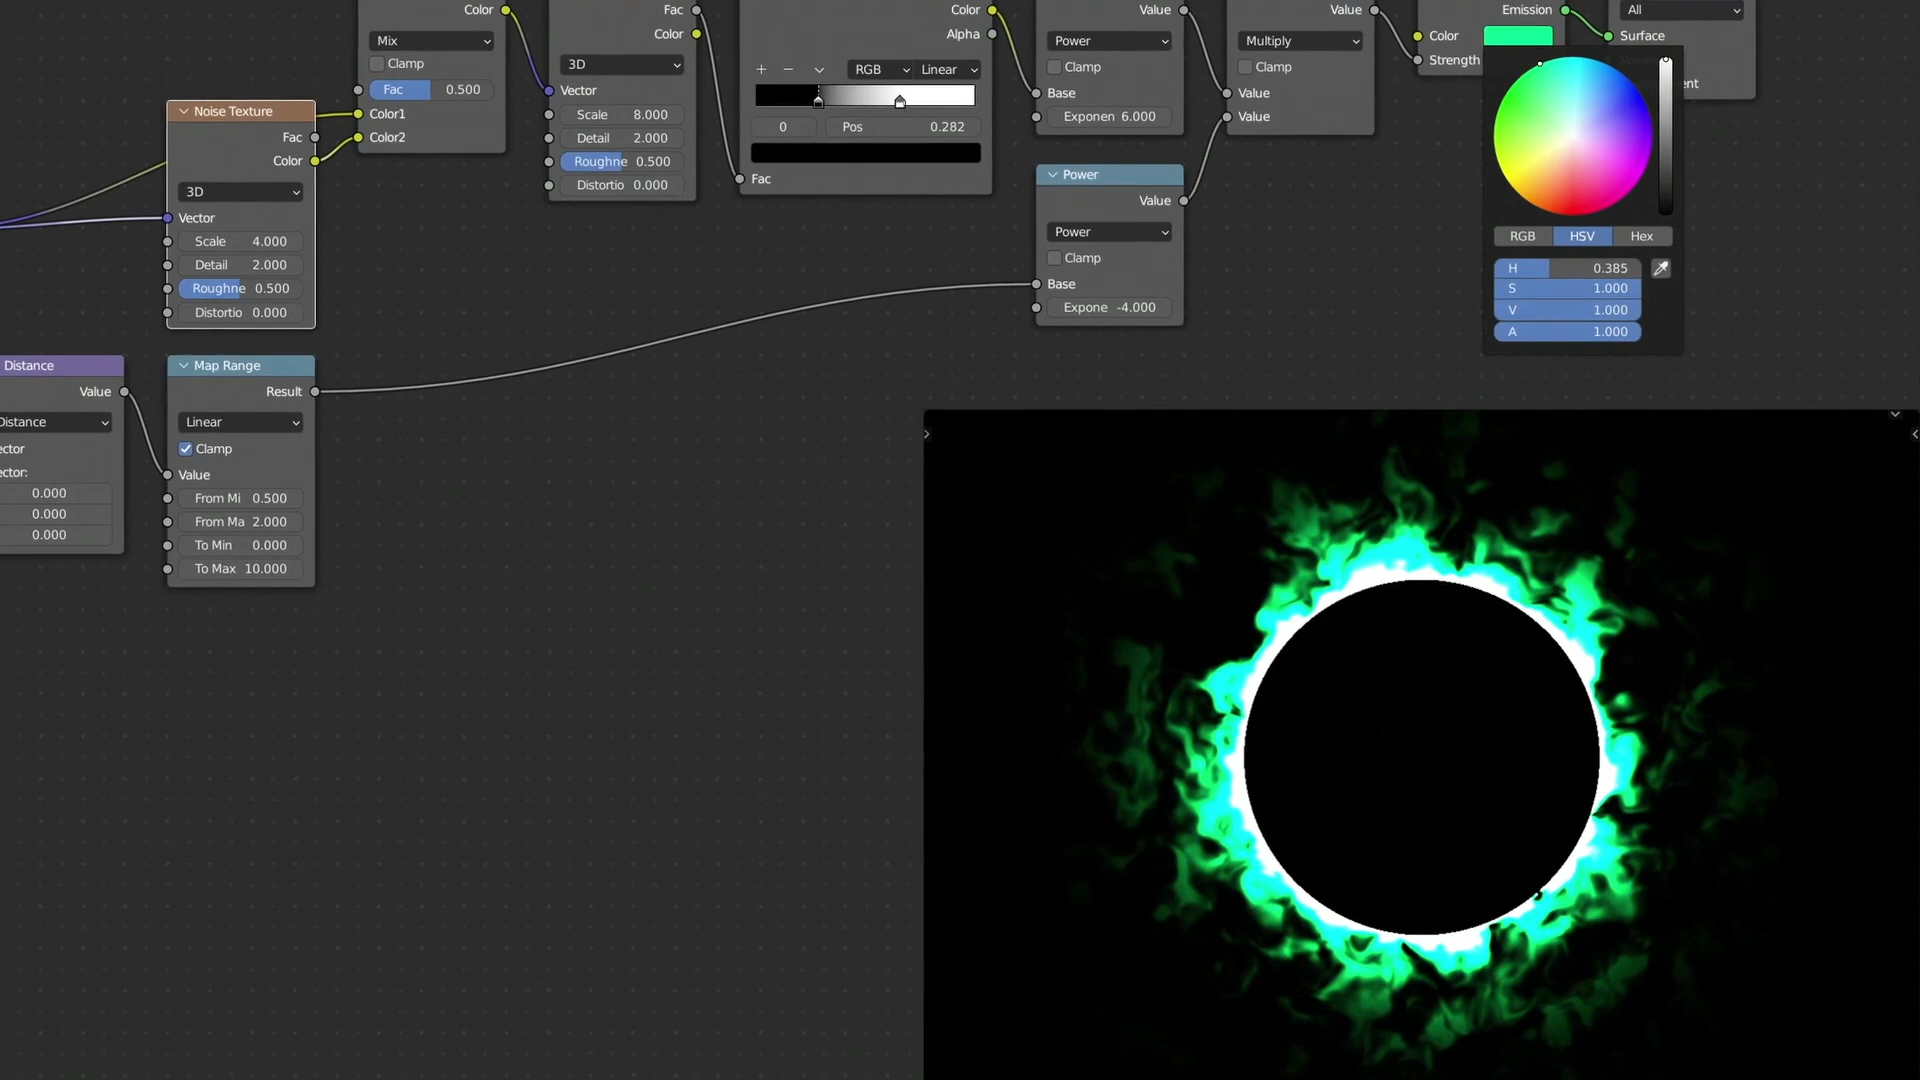 Color
Mix
Clamp
Fac 0.500
Color1
Color2
Noise Texture
Fac
Color
3D
Vector
Scale 4.000
Detail 2.000
Roughne 0.500
Distortio 0.000
Fac
Color
3D
Vector
Scale 8.000
Detail 2.000
Roughne 0.500
Distortio 0.000
Color
Alpha
+ −
RGB
Linear
0
Pos 0.282
Fac
Value
Power
Clamp
Base
Exponen 6.000
Power
Value
Power
Clamp
Base
Expone -4.000
Value
Multiply
Clamp
Value
Value
Emission
Color
Strength
All
Surface
ent
RGB
HSV
Hex
H 0.385
S 1.000
V 1.000
A 1.000
Distance
Value
Distance
ector
ector:
0.000
0.000
0.000
Map Range
Result
Linear
Clamp
Value
From Mi 0.500
From Ma 2.000
To Min 0.000
To Max 10.000